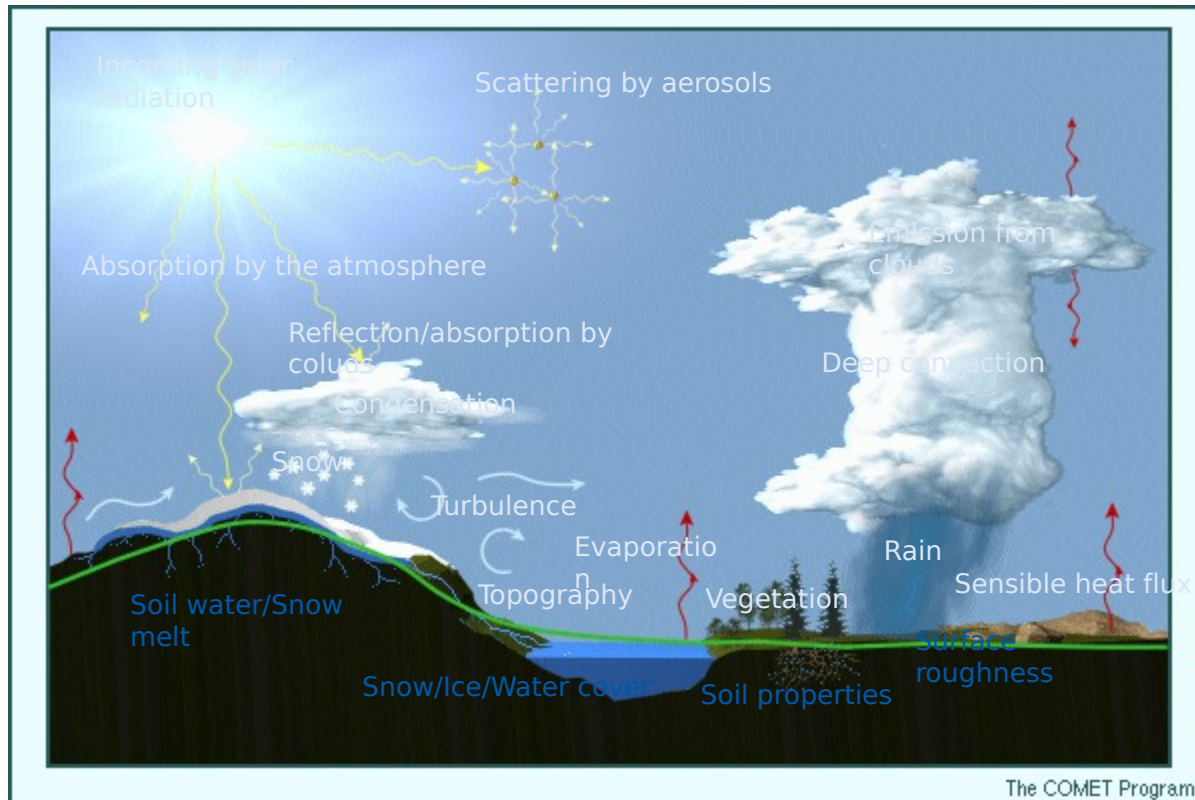 Incoming solar
radiation
Scattering by aerosols
Emission from
clouds
Absorption by the atmosphere
Reflection/absorption by
coluds
Deep convaction
Condensation
Snow
Turbulence
Evaporatio
n
Rain
Sensible heat flux
Topography
Vegetation
Soil water/Snow
melt
Surface
roughness
Snow/Ice/Water cover
Soil properties
The COMET Program